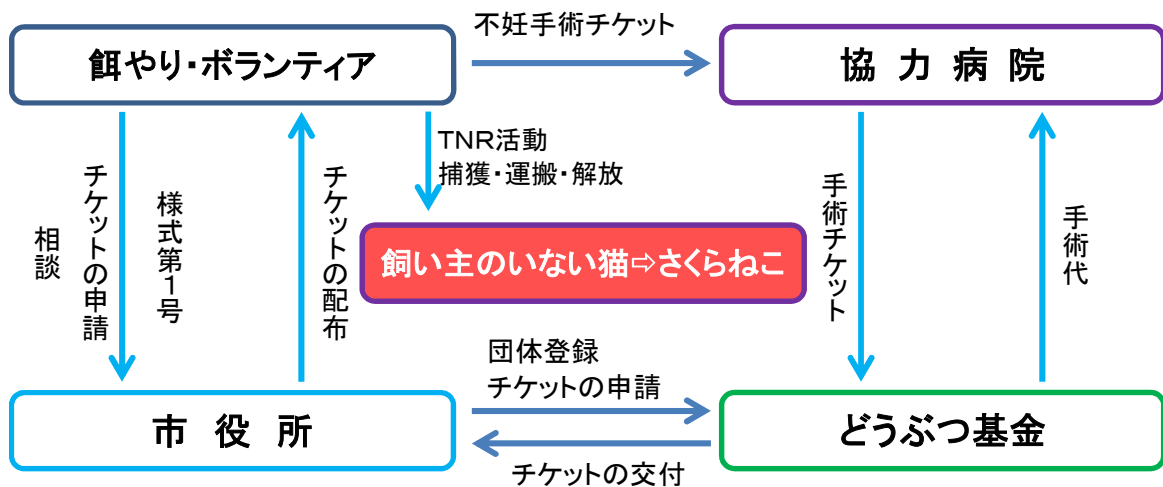 不妊手術チケット
餌やり・ボランティア
協力病院
TNR活動
捕獲・運搬・解放
相談
チケットの申請
様式第1号
チケットの配布
飼い主のいない猫⇨さくらねこ
手術チケット
手術代
団体登録
チケットの申請
市役所
どうぶつ基金
チケットの交付